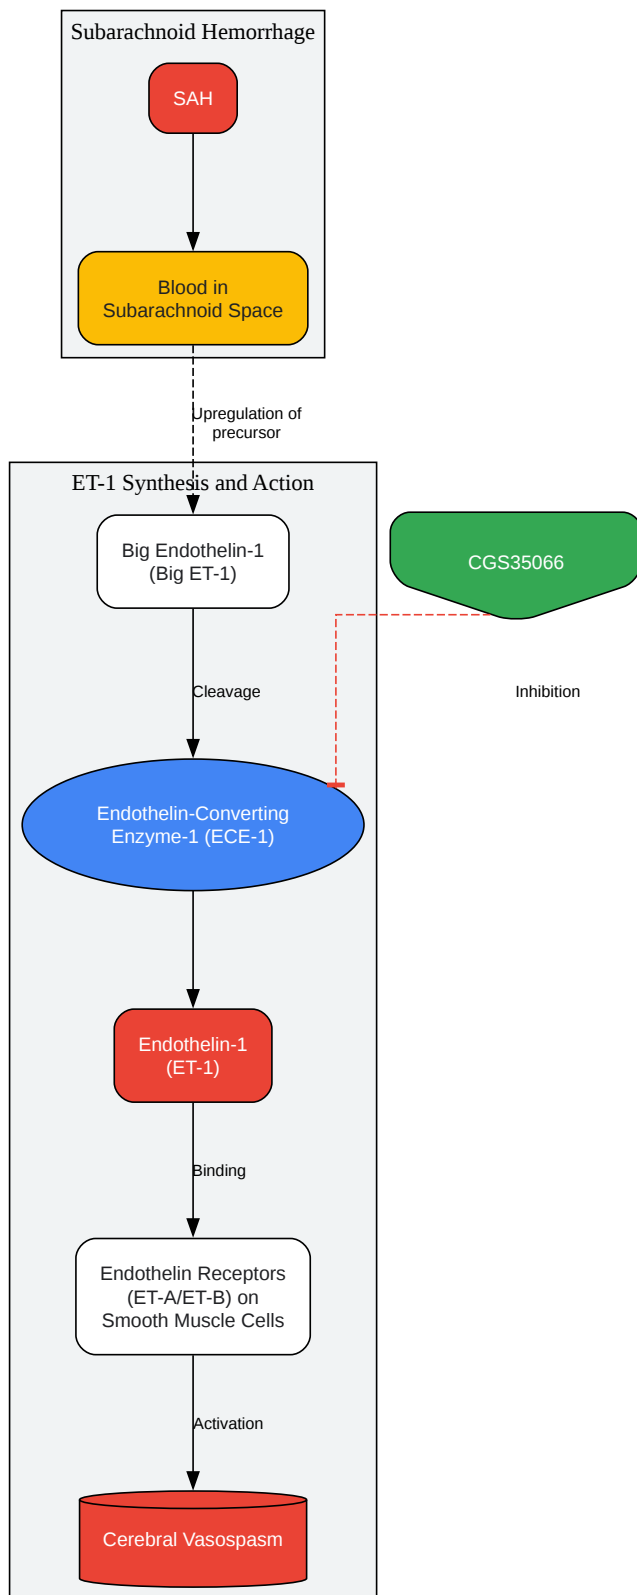 Subarachnoid Hemorrhage
SAH
Blood in
Subarachnoid Space
Upregulation of
precursor
ET-1 Synthesis and Action
Big Endothelin-1
(Big ET-1)
CGS35066
Cleavage
Inhibition
Endothelin-Converting
Enzyme-1 (ECE-1)
Endothelin-1
(ET-1)
Binding
Endothelin Receptors
(ET-A/ET-B) on
Smooth Muscle Cells
Activation
Cerebral Vasospasm